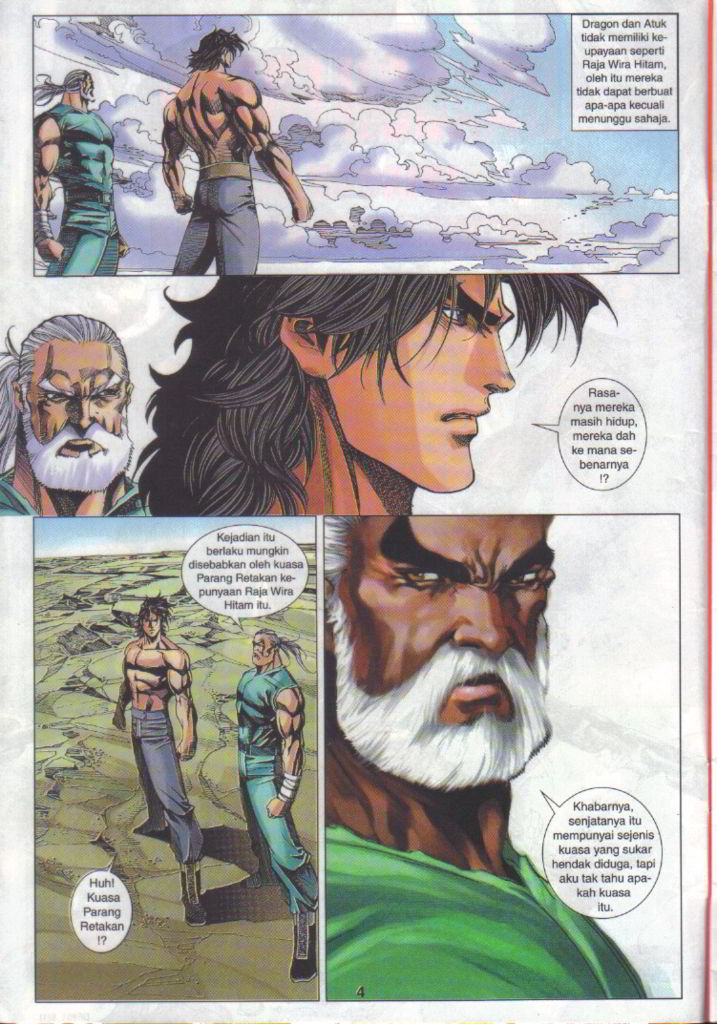 Dragon dan Atuk
tidak memiliki ke-
upayaan seperti
Raja Wira Hitam,
oleh itu mereka
tidak dapat berbuat
apa-apa kecuali
menunggu sahaja.
Rasa-
nya mereka
masih hidup,
mereka dah
ke mana se-
benarnya
!?
Kejadian itu
berlaku mungkin
disebabkan oleh kuasa
Parang Retakan ke-
punyaan Raja Wira
Hitam itu.
Huh!
Kuasa
Parang
Retakan
!?
Khabarnya,
senjatanya itu
mempunyai sejenis
kuasa yang sukar
hendak diduga, tapi
aku tak tahu apa-
kah kuasa
itu.
4